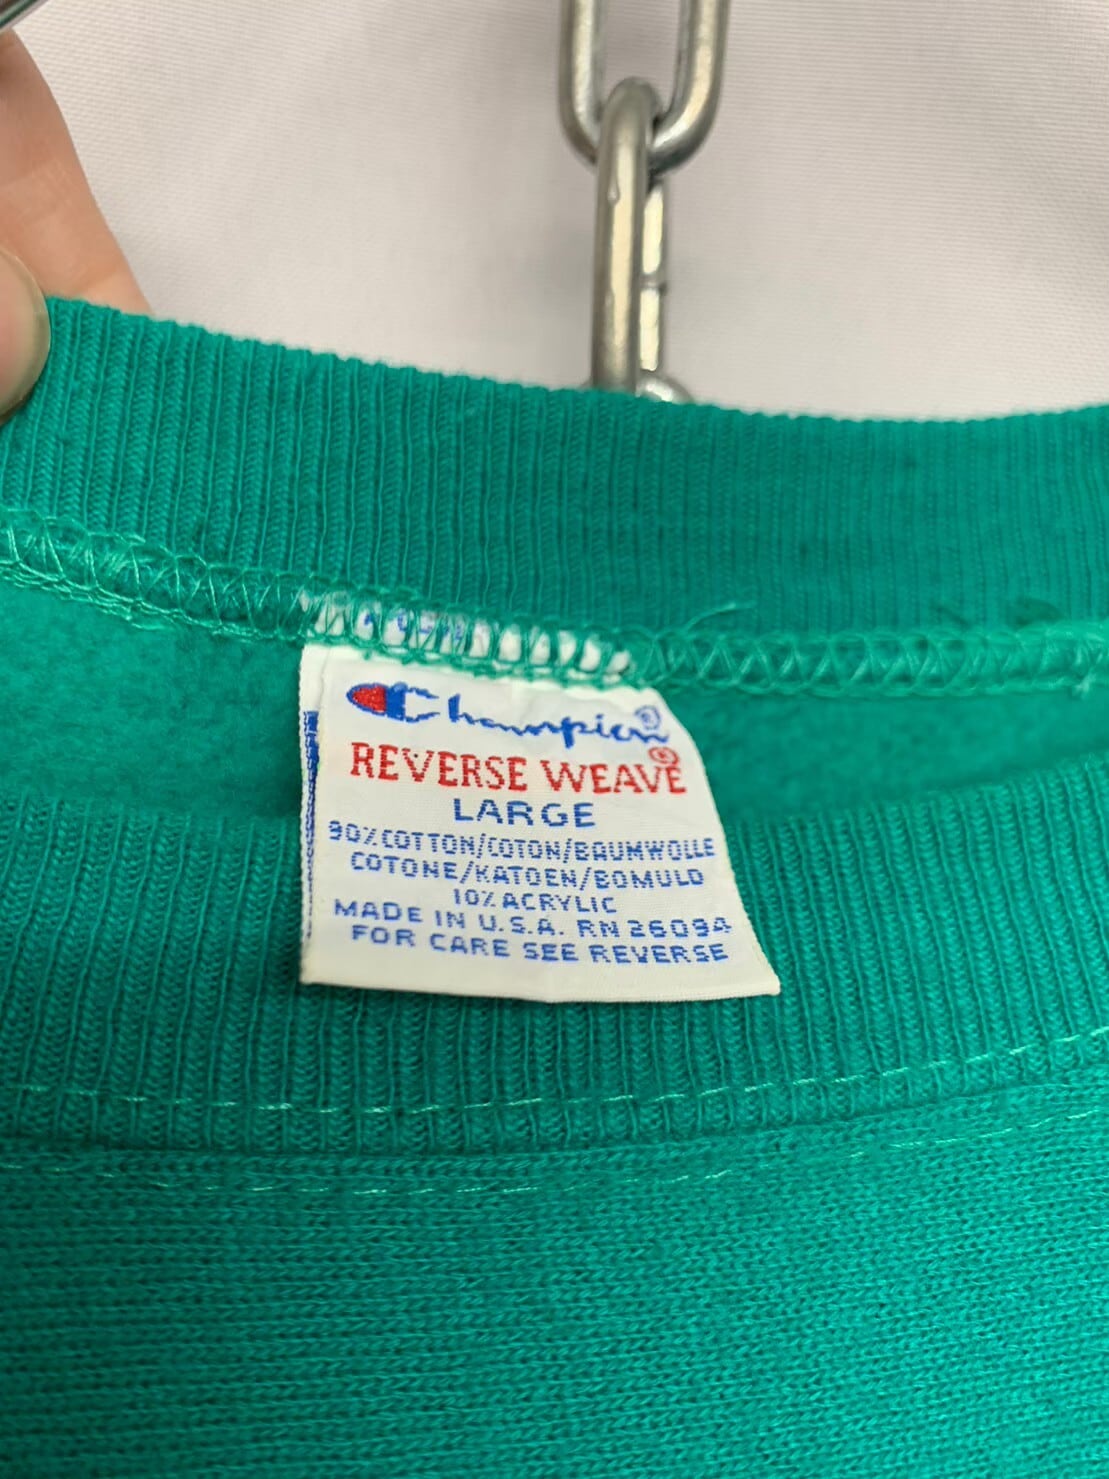 Champion®
REVERSE WEAVE®
LARGE
90% COTTON/COTON/BAUMWOLLE
COTONE/KATOEN/BOMULD
10% ACRYLIC
MADE IN U.S.A. RN 26094
FOR CARE SEE REVERSE